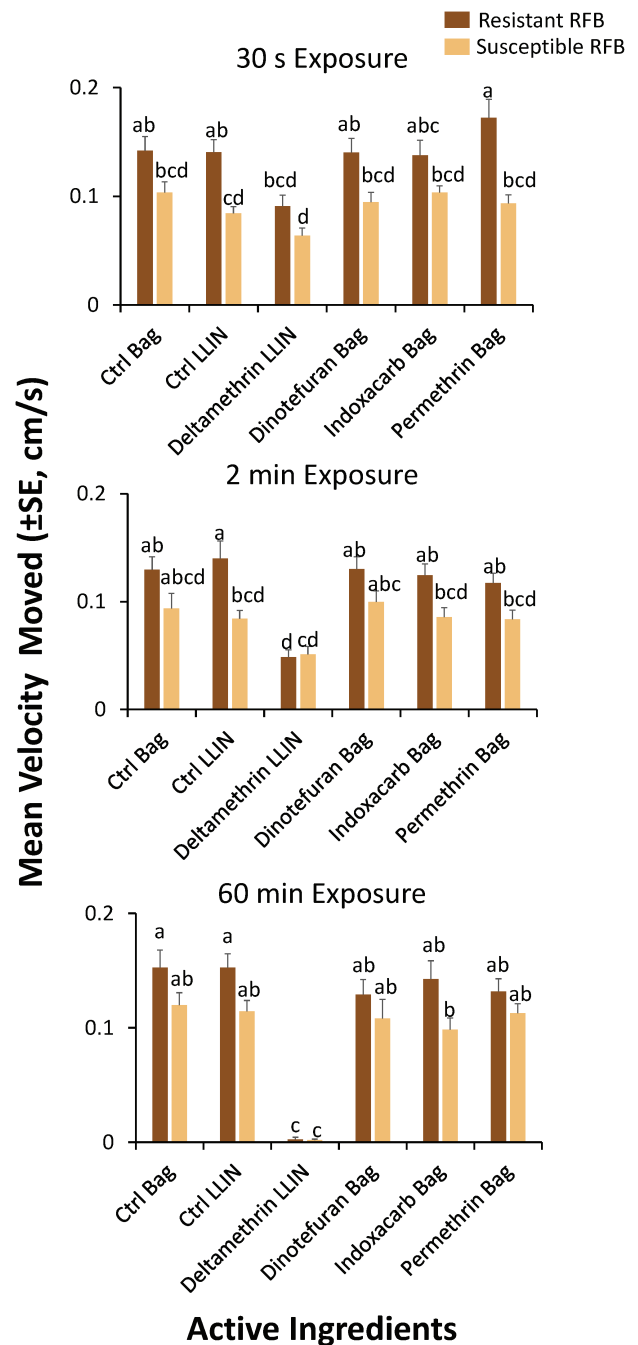 Resistant RFB
Susceptible RFB
30 s Exposure
0.2
0.1
0
ab
bcd
ab
cd
bcd
d
ab
bcd
abc
bcd
a
bcd
Ctrl Bag
Ctrl LLIN
Deltamethrin LLIN
Dinotefuran Bag
Indoxacarb Bag
Permethrin Bag
Mean Velocity Moved (±SE, cm/s)
2 min Exposure
0.2
0.1
0
ab
abcd
a
bcd
d
cd
ab
abc
ab
bcd
ab
bcd
Ctrl Bag
Ctrl LLIN
Deltamethrin LLIN
Dinotefuran Bag
Indoxacarb Bag
Permethrin Bag
60 min Exposure
0.2
0.1
0
a
ab
a
ab
c
c
ab
ab
ab
b
ab
ab
Ctrl Bag
Ctrl LLIN
Deltamethrin LLIN
Dinotefuran Bag
Indoxacarb Bag
Permethrin Bag
Active Ingredients